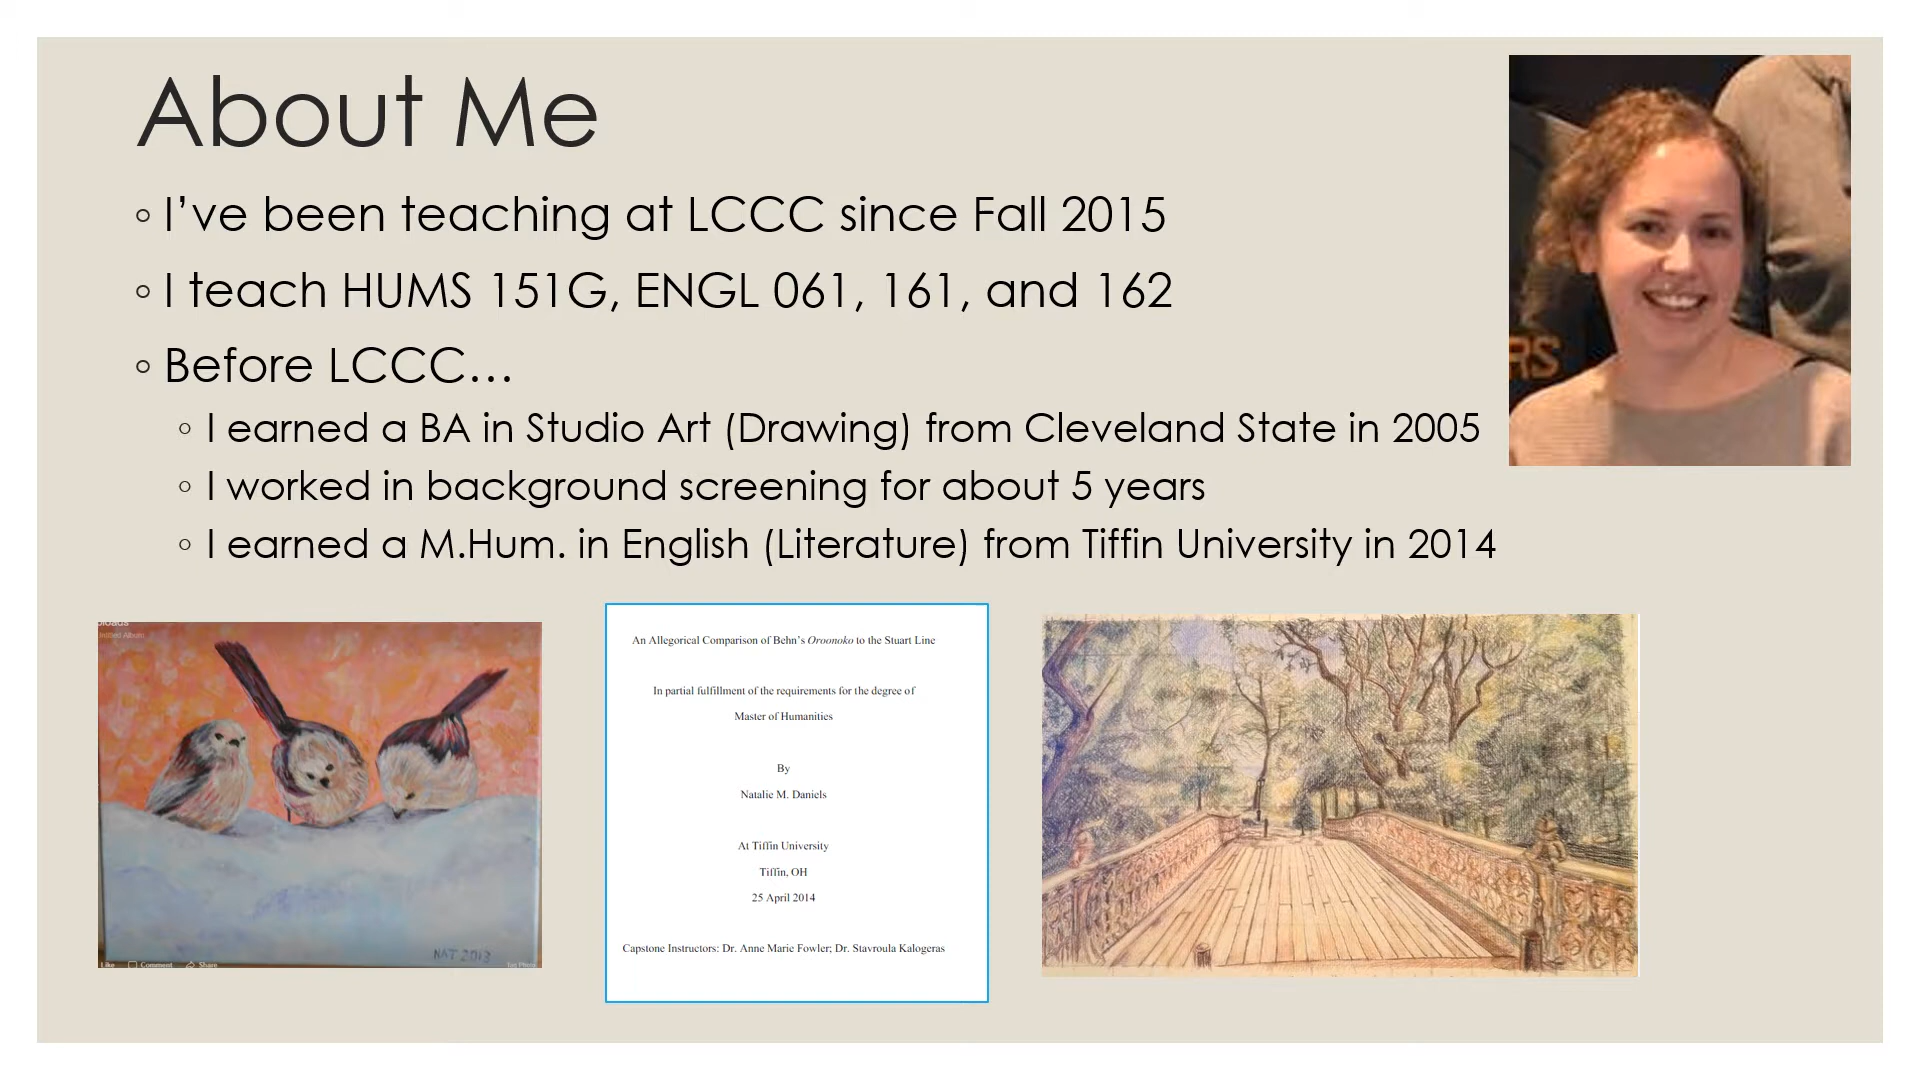 About Me
◦ I’ve been teaching at LCCC since Fall 2015
◦ I teach HUMS 151G, ENGL 061, 161, and 162
◦ Before LCCC…
◦ I earned a BA in Studio Art (Drawing) from Cleveland State in 2005
◦ I worked in background screening for about 5 years
◦ I earned a M.Hum. in English (Literature) from Tiffin University in 2014
RS
An Allegorical Comparison of Behn’s Oroonoko to the Stuart Line
In partial fulfillment of the requirements for the degree of
Master of Humanities
By
Natalie M. Daniels
At Tiffin University
Tiffin, OH
25 April 2014
Capstone Instructors: Dr. Anne Marie Fowler; Dr. Stavroula Kalogeras
NAT 2013
Like Comment Share